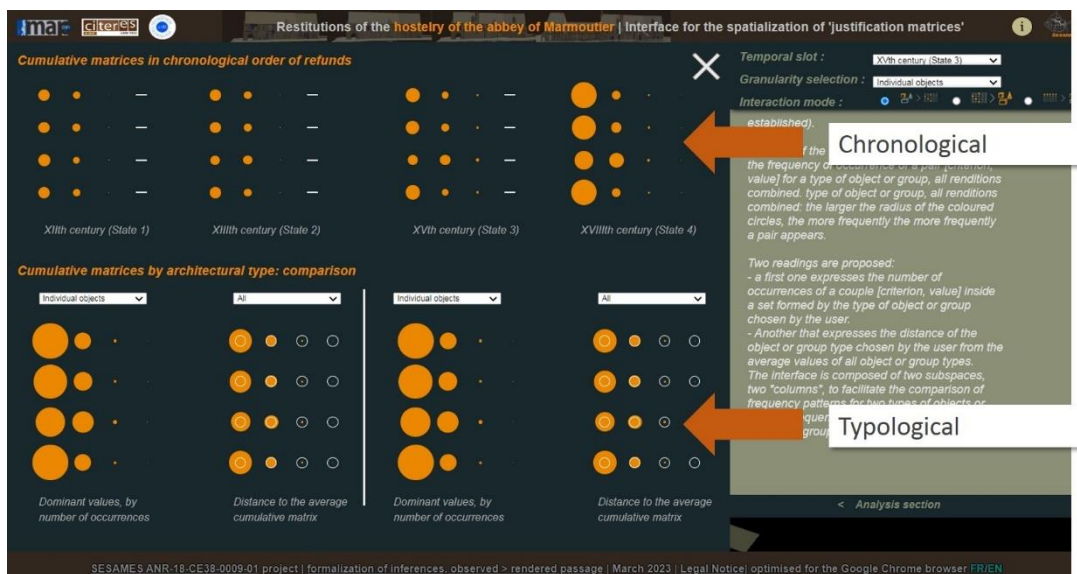 map
citeres
Restitutions of the hostelry of the abbey of Marmoutier | Interface for the spatialization of 'justification matrices'
i
Cumulative matrices in chronological order of refunds
Temporal slot :
XVth century (State 3)
Granularity selection :
Individual objects
Interaction mode :
established).
Chronological
of the
the frequency of occurrence of a pair [criterion,
value] for a type of object or group, all renditions
combined. type of object or group, all renditions
combined: the larger the radius of the coloured
circles, the more frequently the more frequently
a pair appears.
XIIth century (State 1)
XIIIth century (State 2)
XVth century (State 3)
XVIIIth century (State 4)
Two readings are proposed:
- a first one expresses the number of
occurrences of a couple [criterion, value] inside
a set formed by the type of object or group
chosen by the user.
- Another that expresses the distance of the
object or group type chosen by the user from the
average values of all object or group types.
The interface is composed of two subspaces,
two "columns", to facilitate the comparison of
frequency patterns for two types of objects or
Typological
Cumulative matrices by architectural type: comparison
Individual objects
All
Individual objects
All
Dominant values, by
number of occurrences
Distance to the average
cumulative matrix
Dominant values, by
number of occurrences
Distance to the average
cumulative matrix
< Analysis section
SESAMES ANR-18-CE38-0009-01 project | formalization of inferences, observed > rendered passage | March 2023 | Legal Notice| optimised for the Google Chrome browser FR/EN